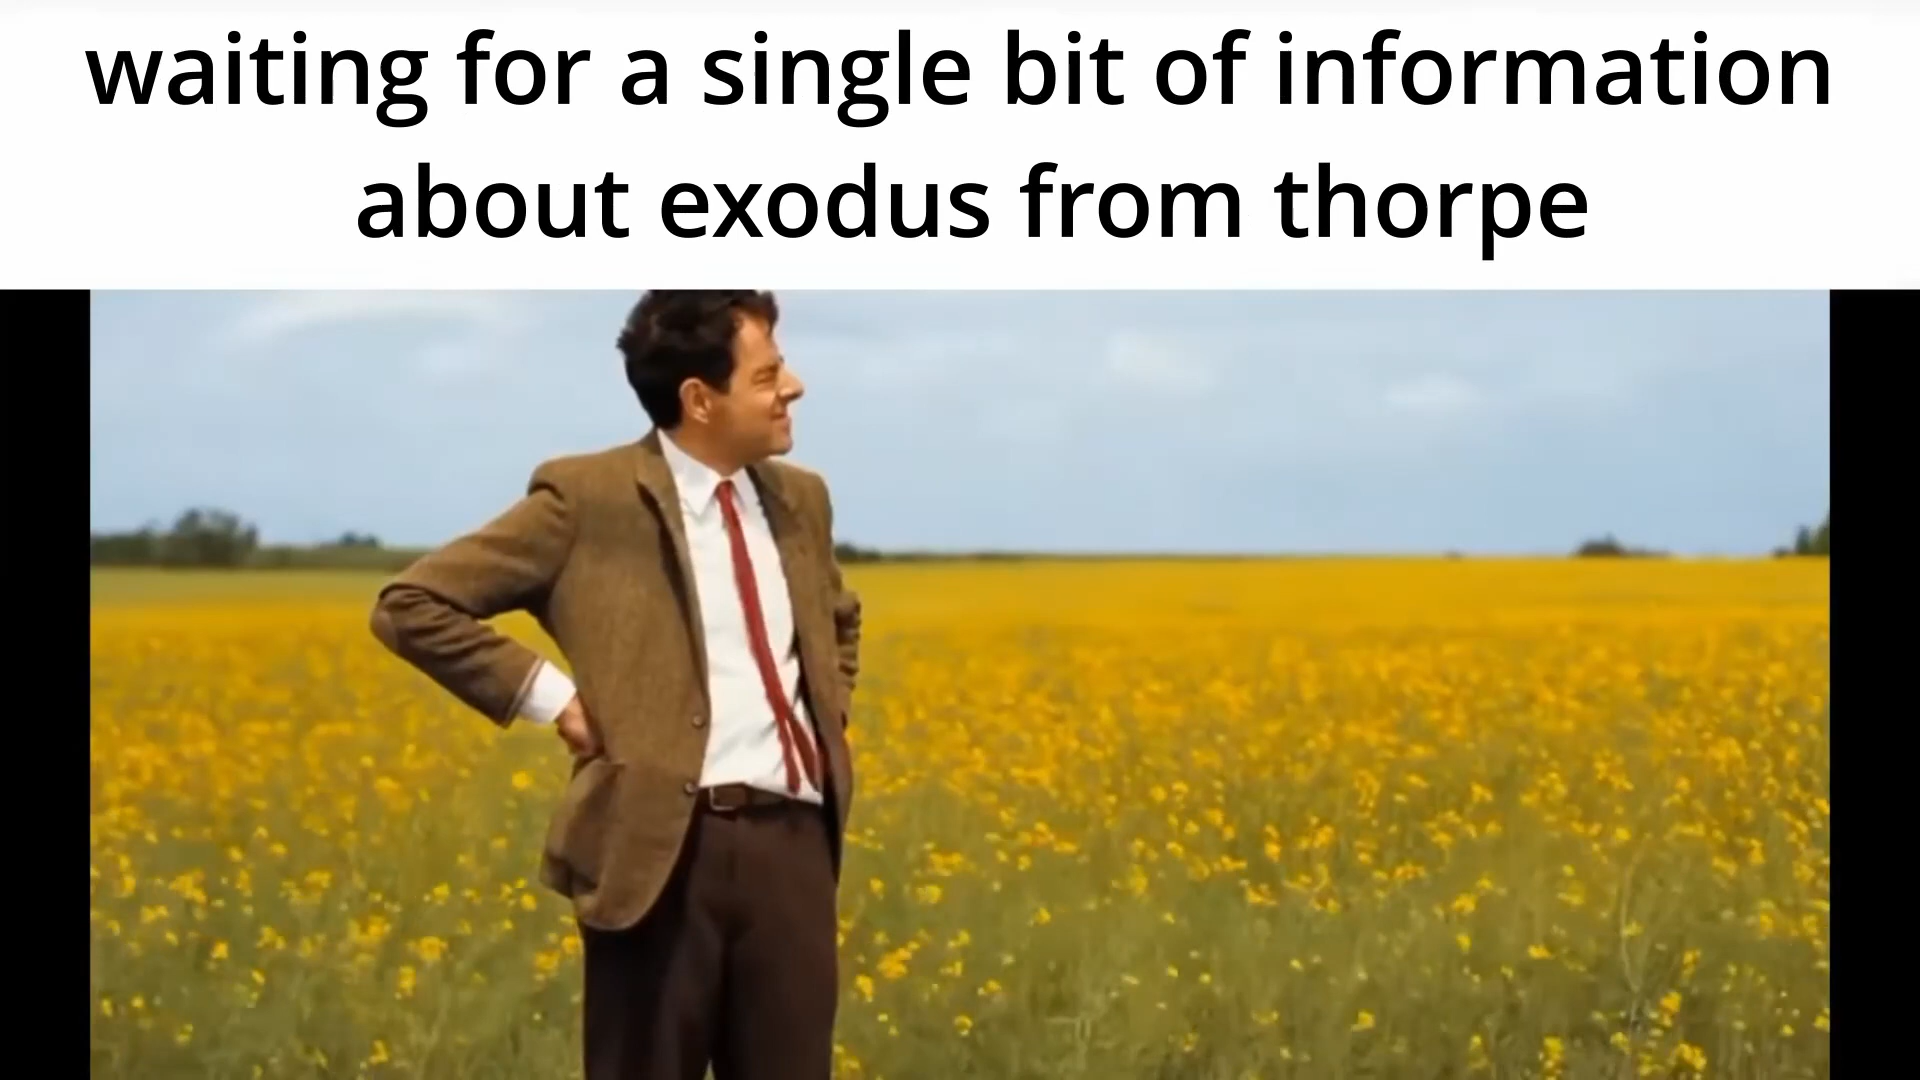 waiting for a single bit of information
about exodus from thorpe